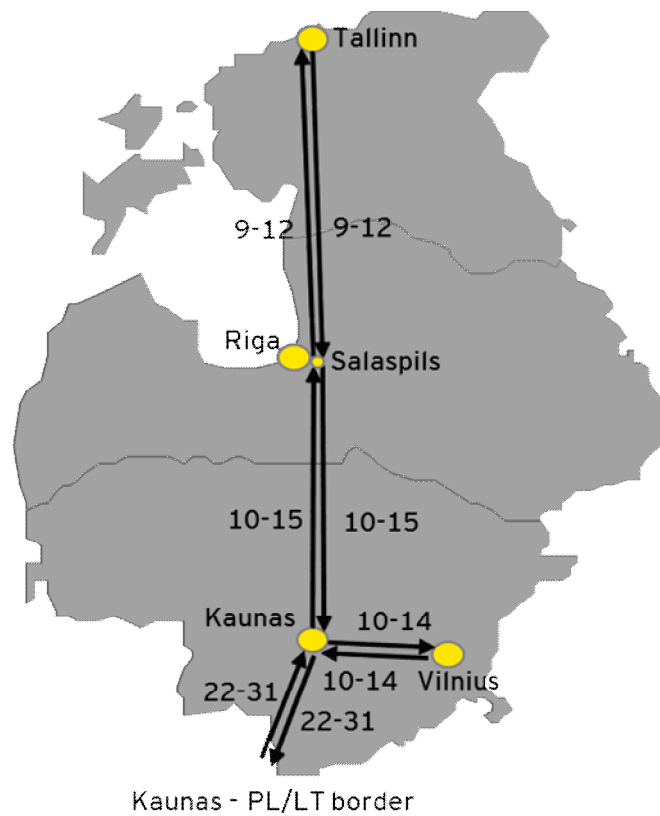 Tallinn
9-12
9-12
Riga
Salaspils
10-15
10-15
Kaunas
10-14
22-31
10-14
Vilnius
22-31
Kaunas - PL/LT border